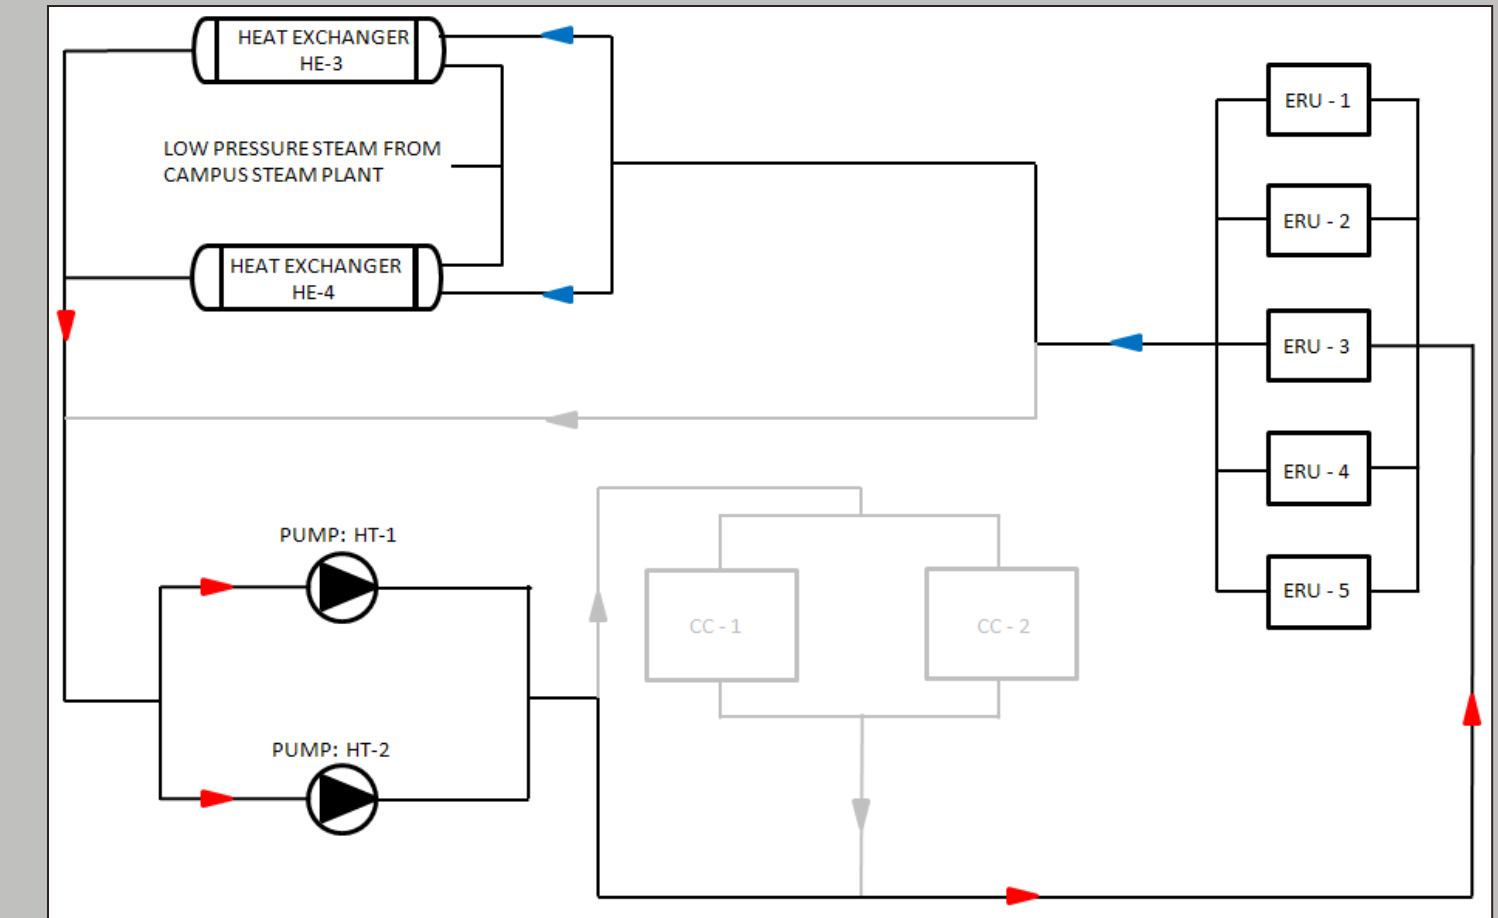 HEAT EXCHANGER
HE-3
LOW PRESSURE STEAM FROM
CAMPUS STEAM PLANT
HEAT EXCHANGER
HE-4
ERU - 1
ERU - 2
ERU - 3
ERU - 4
ERU - 5
PUMP: HT-1
CC - 1
CC - 2
PUMP: HT-2